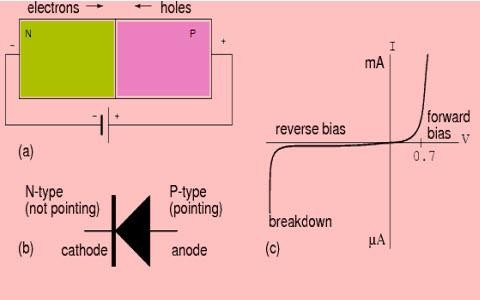 electrons → ← holes
N P
- +
- +
(a)
N-type
(not pointing)
P-type
(pointing)
(b) cathode anode
I
mA
reverse bias
forward
bias V
0.7
breakdown
(c) µA